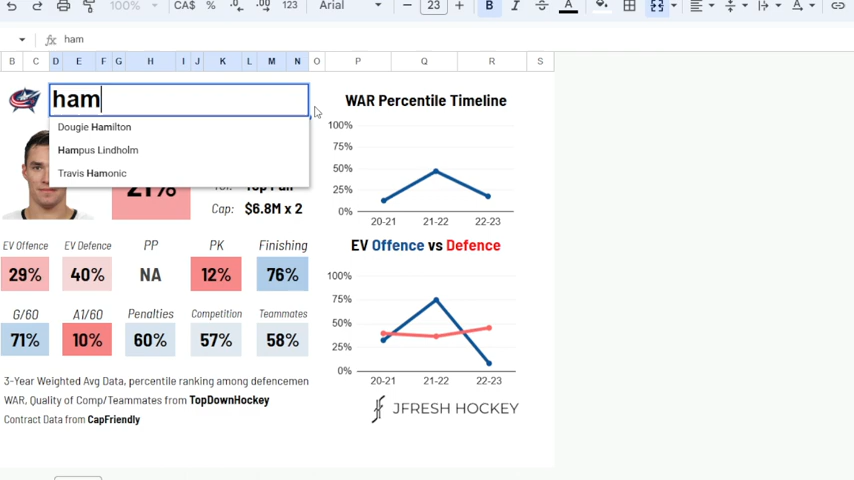 100% CA$ % .0 .00 123 Arial 23 B I A
ham
B C D E F G H I J K L M N O P Q R S
ham
Dougie Hamilton
Hampus Lindholm
Travis Hamonic
21%
Cap: $6.8M x 2
EV Offence EV Defence PP PK Finishing
29% 40% NA 12% 76%
G/60 A1/60 Penalties Competition Teammates
71% 10% 60% 57% 58%
3-Year Weighted Avg Data, percentile ranking among defencemen
WAR, Quality of Comp/Teammates from TopDownHockey
Contract Data from CapFriendly
WAR Percentile Timeline
100%
75%
50%
25%
0%
20-21 21-22 22-23
EV Offence vs Defence
100%
75%
50%
25%
0%
20-21 21-22 22-23
JFRESH HOCKEY